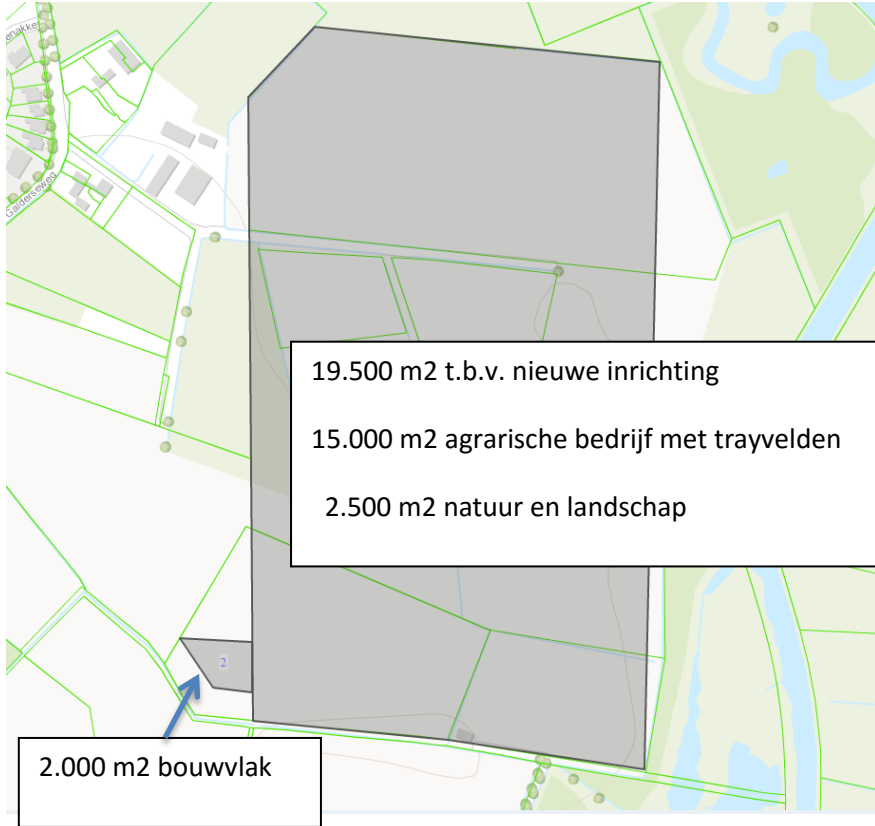 enakker
Galderseweg
19.500 m2 t.b.v. nieuwe inrichting
15.000 m2 agrarische bedrijf met trayvelden
2.500 m2 natuur en landschap
2
2.000 m2 bouwvlak